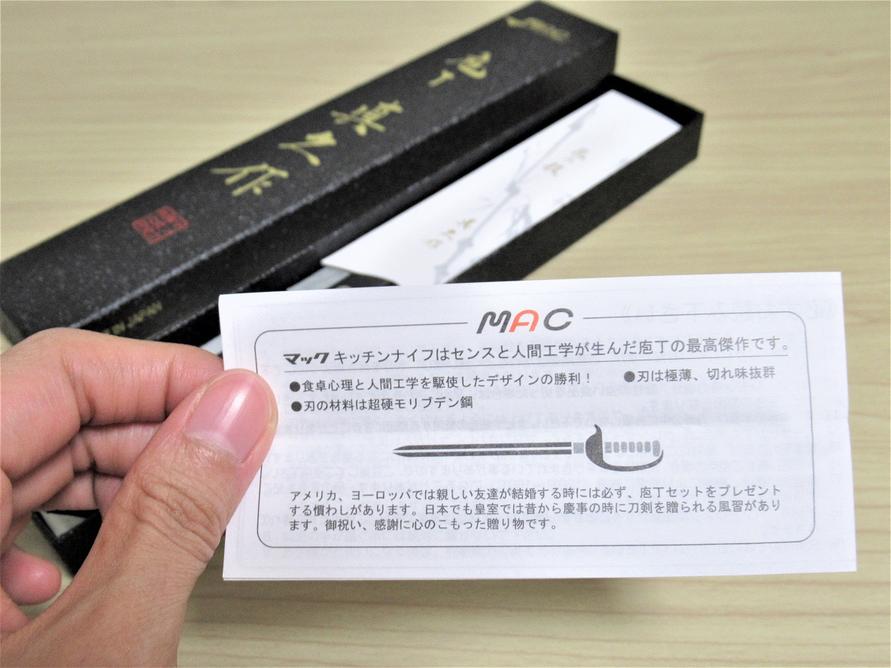 庖丁
真久作
IN JAPAN
MAC
マック キッチンナイフはセンスと人間工学が生んだ庖丁の最高傑作です。
●食卓心理と人間工学を駆使したデザインの勝利！ ●刃は極薄、切れ味抜群
●刃の材料は超硬モリブデン鋼
アメリカ、ヨーロッパでは親しい友達が結婚する時には必ず、庖丁セットをプレゼント
する慣わしがあります。日本でも皇室では昔から慶事の時に刀剣を贈られる風習があり
ます。御祝い、感謝に心のこもった贈り物です。